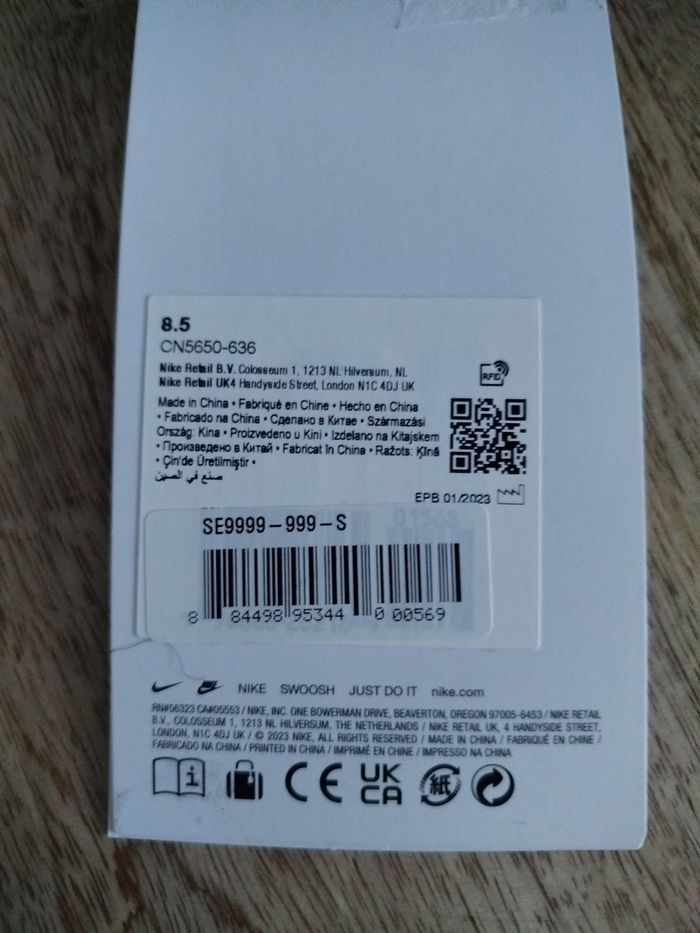 8.5
CN5650-636
Nike Retail B.V. Colosseum 1, 1213 NL Hilversum, NL
Nike Retail UK4 Handyside Street, London N1C 4DJ UK
RFID
Made in China • Fabriqué en Chine • Hecho en China
• Fabricado na China • Сделано в Китае • Származási
Ország: Kina • Proizvedeno u Kini • Izdelano na Kitajskem
• Произведено в Китай • Fabricat în China • Ražots: Ķīnā
• Çin'de Üretilmiştir •
صنع في الصين
EPB 01/2023
SE9999-999-S
8 84498 95344 0 00569
NIKE SWOOSH JUST DO IT nike.com
RN#56323 CA#05553 / NIKE, INC. ONE BOWERMAN DRIVE, BEAVERTON, OREGON 97005-6453 / NIKE RETAIL
B.V., COLOSSEUM 1, 1213 NL HILVERSUM, THE NETHERLANDS / NIKE RETAIL UK, 4 HANDYSIDE STREET,
LONDON, N1C 4DJ UK / © 2023 NIKE, ALL RIGHTS RESERVED / MADE IN CHINA / FABRIQUÉ EN CHINE /
FABRICADO NA CHINA / PRINTED IN CHINA / IMPRIMÉ EN CHINE / IMPRESSO NA CHINA
i CE UK CA 紙